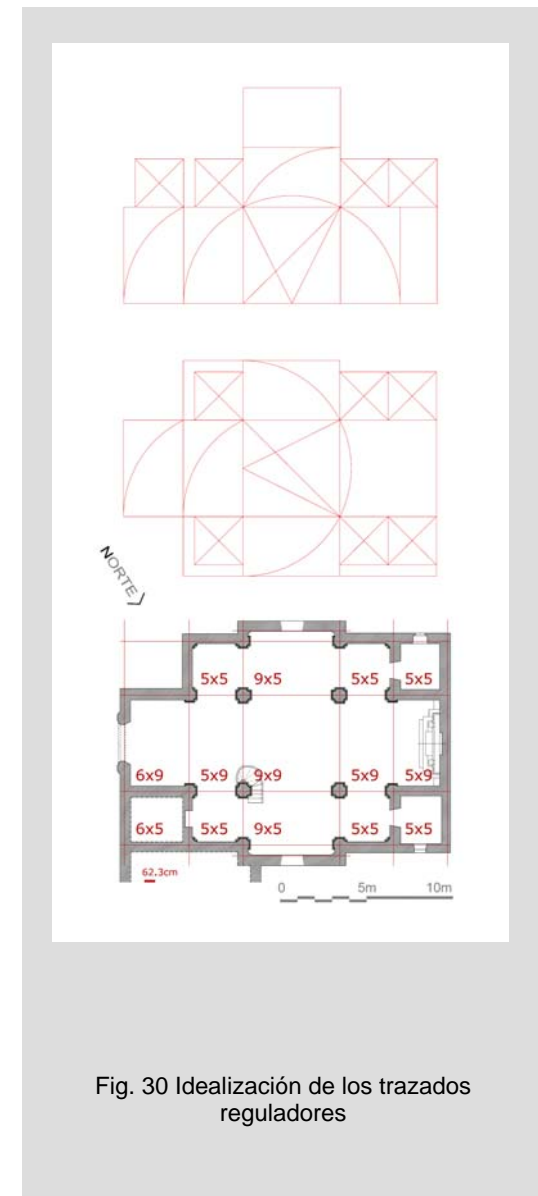 NORTE
5x5 9x5 5x5 5x5
6x9 5x9 9x9 5x9 5x9
6x5 5x5 9x5 5x5 5x5
62.3cm
0 5m 10m
Fig. 30 Idealización de los trazados
reguladores